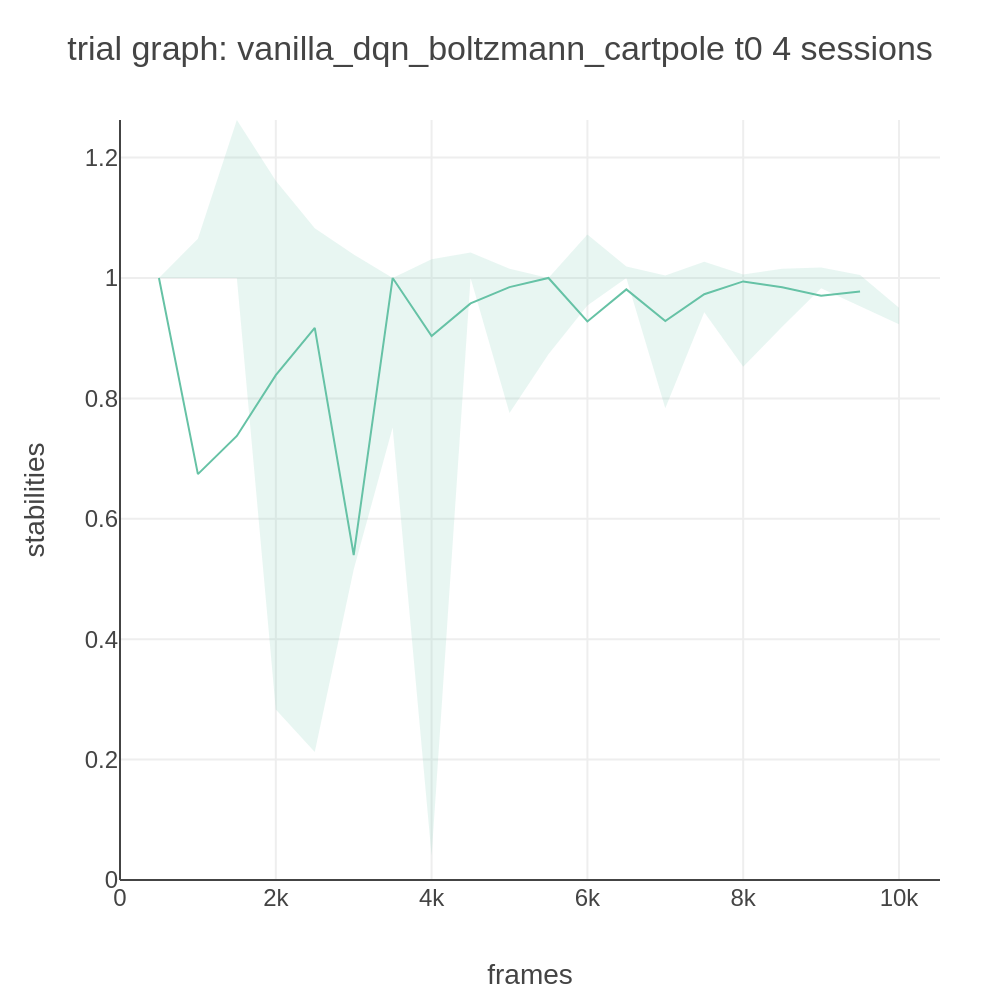 trial graph: vanilla_dqn_boltzmann_cartpole t0 4 sessions
1.2
1
0.8
0.6
0.4
0.2
0
stabilities
0 2k 4k 6k 8k 10k
frames